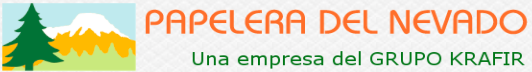 PAPELERA DEL NEVADO
Una empresa del GRUPO KRAFIR